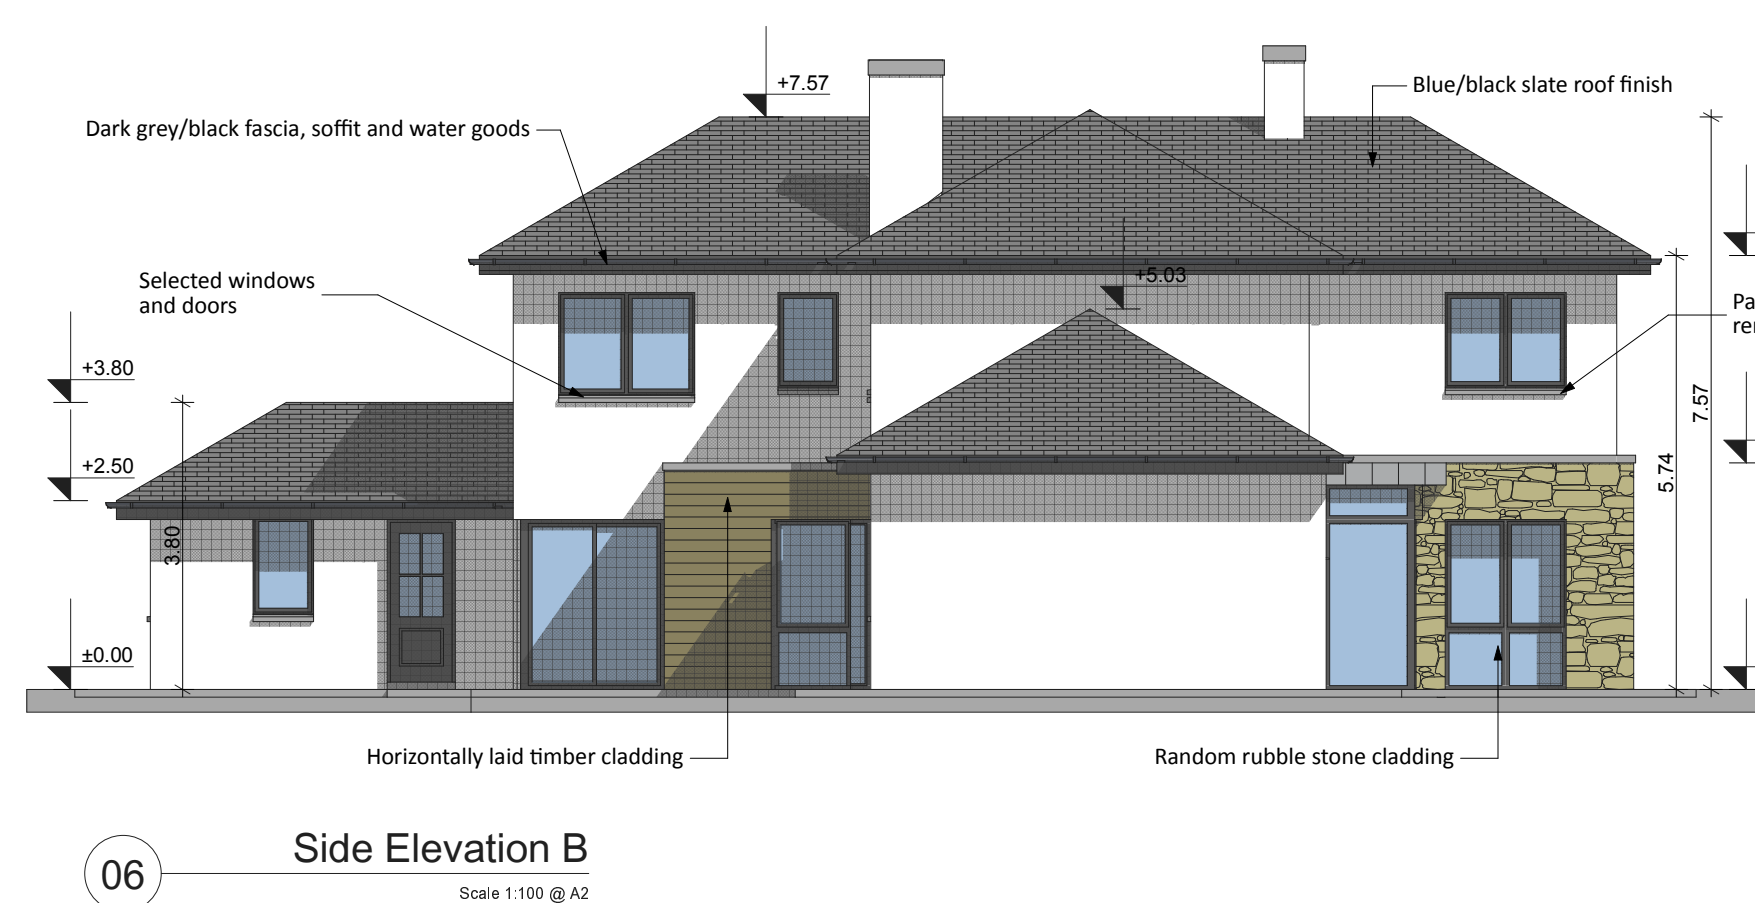 +7.57
Blue/black slate roof finish
Dark grey/black fascia, soffit and water goods
Selected windows
and doors
+5.03
Pa
rer
+3.80
7.57
+2.50
5.74
3.80
±0.00
Horizontally laid timber cladding
Random rubble stone cladding
06
Side Elevation B
Scale 1:100 @ A2